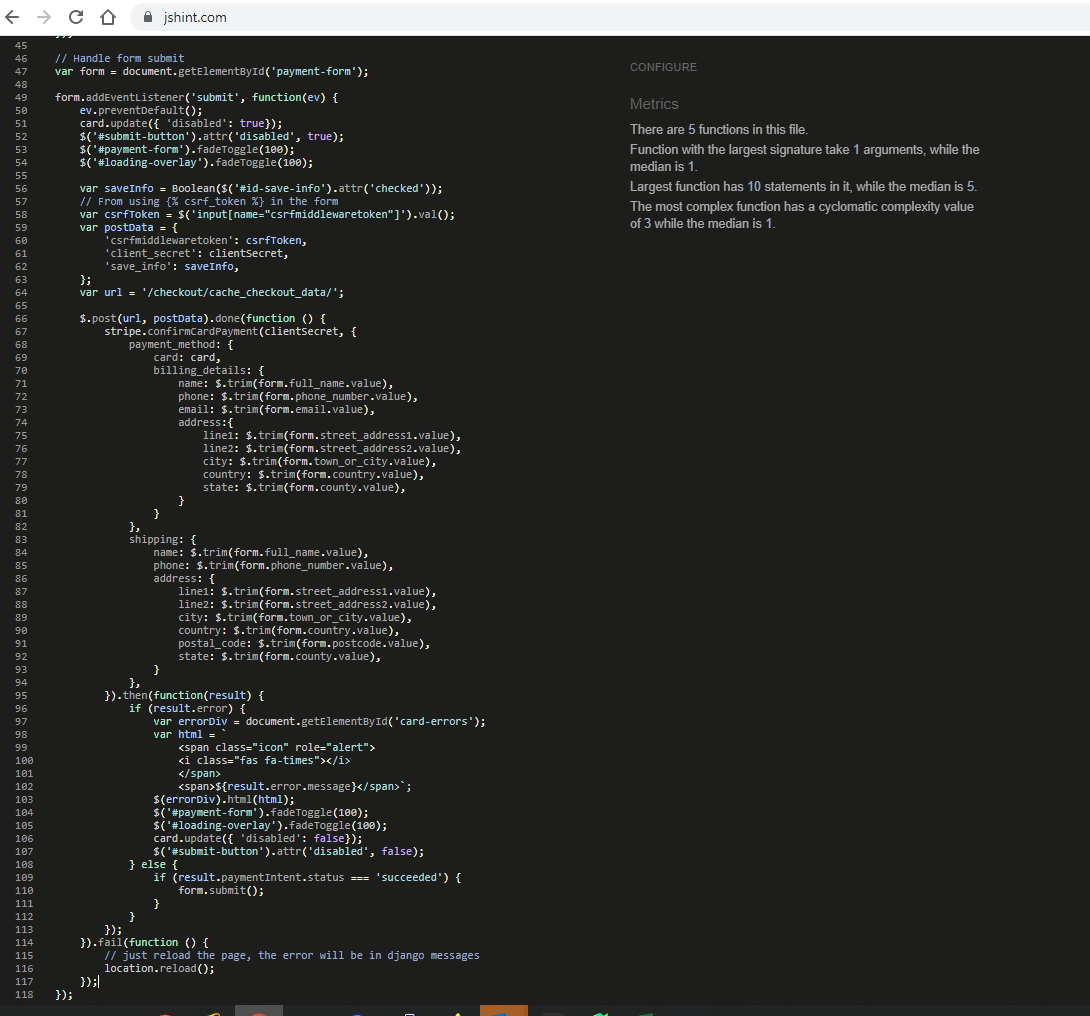 jshint.com
45
46 // Handle form submit
47 var form = document.getElementById('payment-form');
48
49 form.addEventListener('submit', function(ev) {
50 ev.preventDefault();
51 card.update({ 'disabled': true});
52 $('#submit-button').attr('disabled', true);
53 $('#payment-form').fadeToggle(100);
54 $('#loading-overlay').fadeToggle(100);
55
56 var saveInfo = Boolean($('#id-save-info').attr('checked'));
57 // From using {% csrf_token %} in the form
58 var csrfToken = $('input[name="csrfmiddlewaretoken"]').val();
59 var postData = {
60 'csrfmiddlewaretoken': csrfToken,
61 'client_secret': clientSecret,
62 'save_info': saveInfo,
63 };
64 var url = '/checkout/cache_checkout_data/';
65
66 $.post(url, postData).done(function () {
67 stripe.confirmCardPayment(clientSecret, {
68 payment_method: {
69 card: card,
70 billing_details: {
71 name: $.trim(form.full_name.value),
72 phone: $.trim(form.phone_number.value),
73 email: $.trim(form.email.value),
74 address:{
75 line1: $.trim(form.street_address1.value),
76 line2: $.trim(form.street_address2.value),
77 city: $.trim(form.town_or_city.value),
78 country: $.trim(form.country.value),
79 state: $.trim(form.county.value),
80 }
81 }
82 },
83 shipping: {
84 name: $.trim(form.full_name.value),
85 phone: $.trim(form.phone_number.value),
86 address: {
87 line1: $.trim(form.street_address1.value),
88 line2: $.trim(form.street_address2.value),
89 city: $.trim(form.town_or_city.value),
90 country: $.trim(form.country.value),
91 postal_code: $.trim(form.postcode.value),
92 state: $.trim(form.county.value),
93 }
94 },
95 }).then(function(result) {
96 if (result.error) {
97 var errorDiv = document.getElementById('card-errors');
98 var html = `
99 <span class="icon" role="alert">
100 <i class="fas fa-times"></i>
101 </span>
102 <span>${result.error.message}</span>`;
103 $(errorDiv).html(html);
104 $('#payment-form').fadeToggle(100);
105 $('#loading-overlay').fadeToggle(100);
106 card.update({ 'disabled': false});
107 $('#submit-button').attr('disabled', false);
108 } else {
109 if (result.paymentIntent.status === 'succeeded') {
110 form.submit();
111 }
112 }
113 });
114 }).fail(function () {
115 // just reload the page, the error will be in django messages
116 location.reload();
117 });
118 });
CONFIGURE
Metrics
There are 5 functions in this file.
Function with the largest signature take 1 arguments, while the
median is 1.
Largest function has 10 statements in it, while the median is 5.
The most complex function has a cyclomatic complexity value
of 3 while the median is 1.